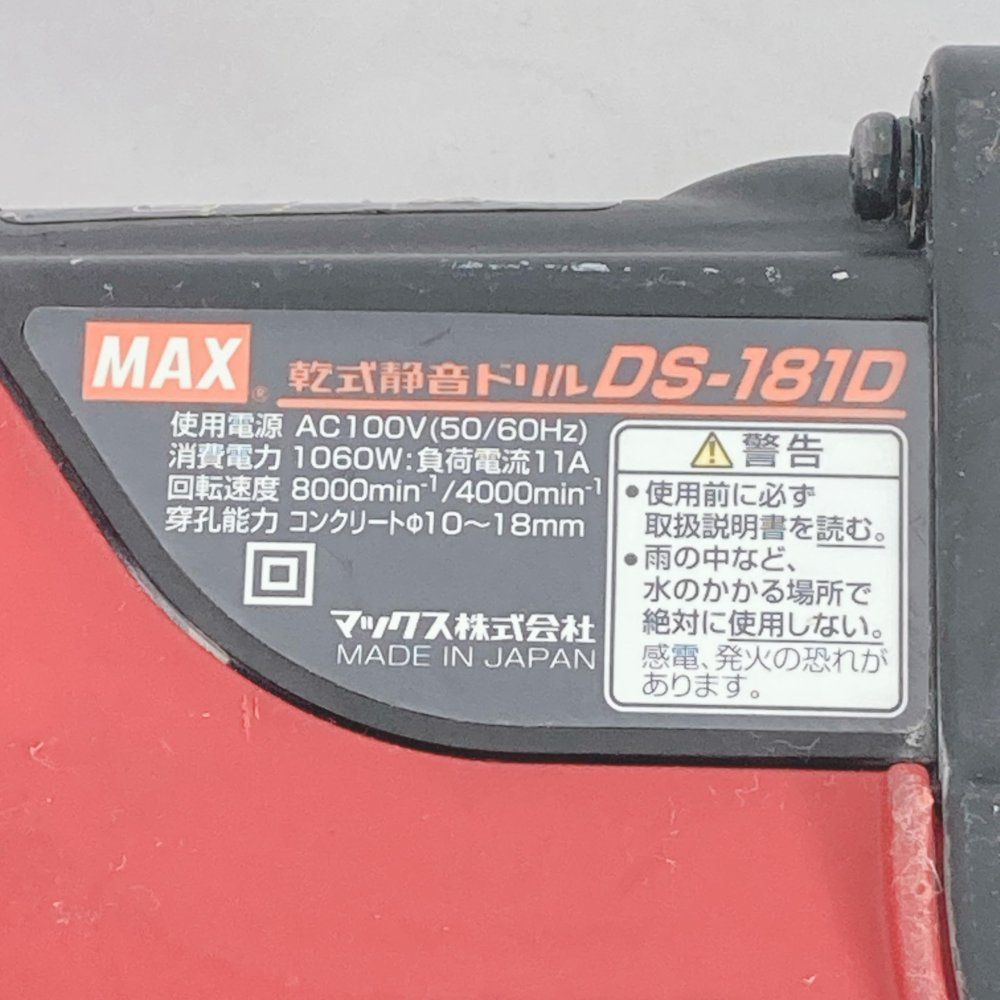 MAX® 乾式静音ドリル DS-181D
使用電源 AC100V(50/60Hz)
消費電力 1060W:負荷電流11A
回転速度 8000min⁻¹/4000min⁻¹
穿孔能力 コンクリートΦ10〜18mm
マックス株式会社
MADE IN JAPAN
警告
•使用前に必ず
取扱説明書を読む。
•雨の中など、
水のかかる場所で
絶対に使用しない。
感電、発火の恐れが
あります。